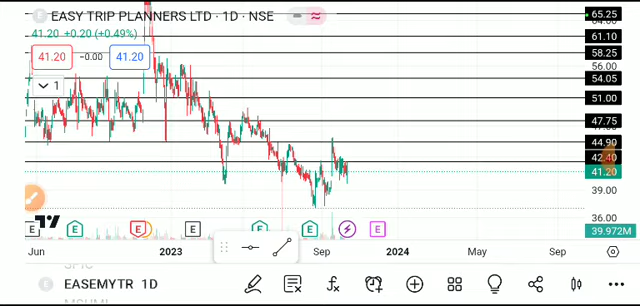 EASY TRIP PLANNERS LTD · 1D · NSE
41.20 +0.20 (+0.49%)
41.20 −0.00 41.20
1
65.25
61.10
58.25
56.00
54.05
51.00
47.75
44.90
42.40
41.20
39.00
36.00
39.972M
E E E E E E E E
Jun 2023 Sep 2024 May Sep
EASEMYTR 1D